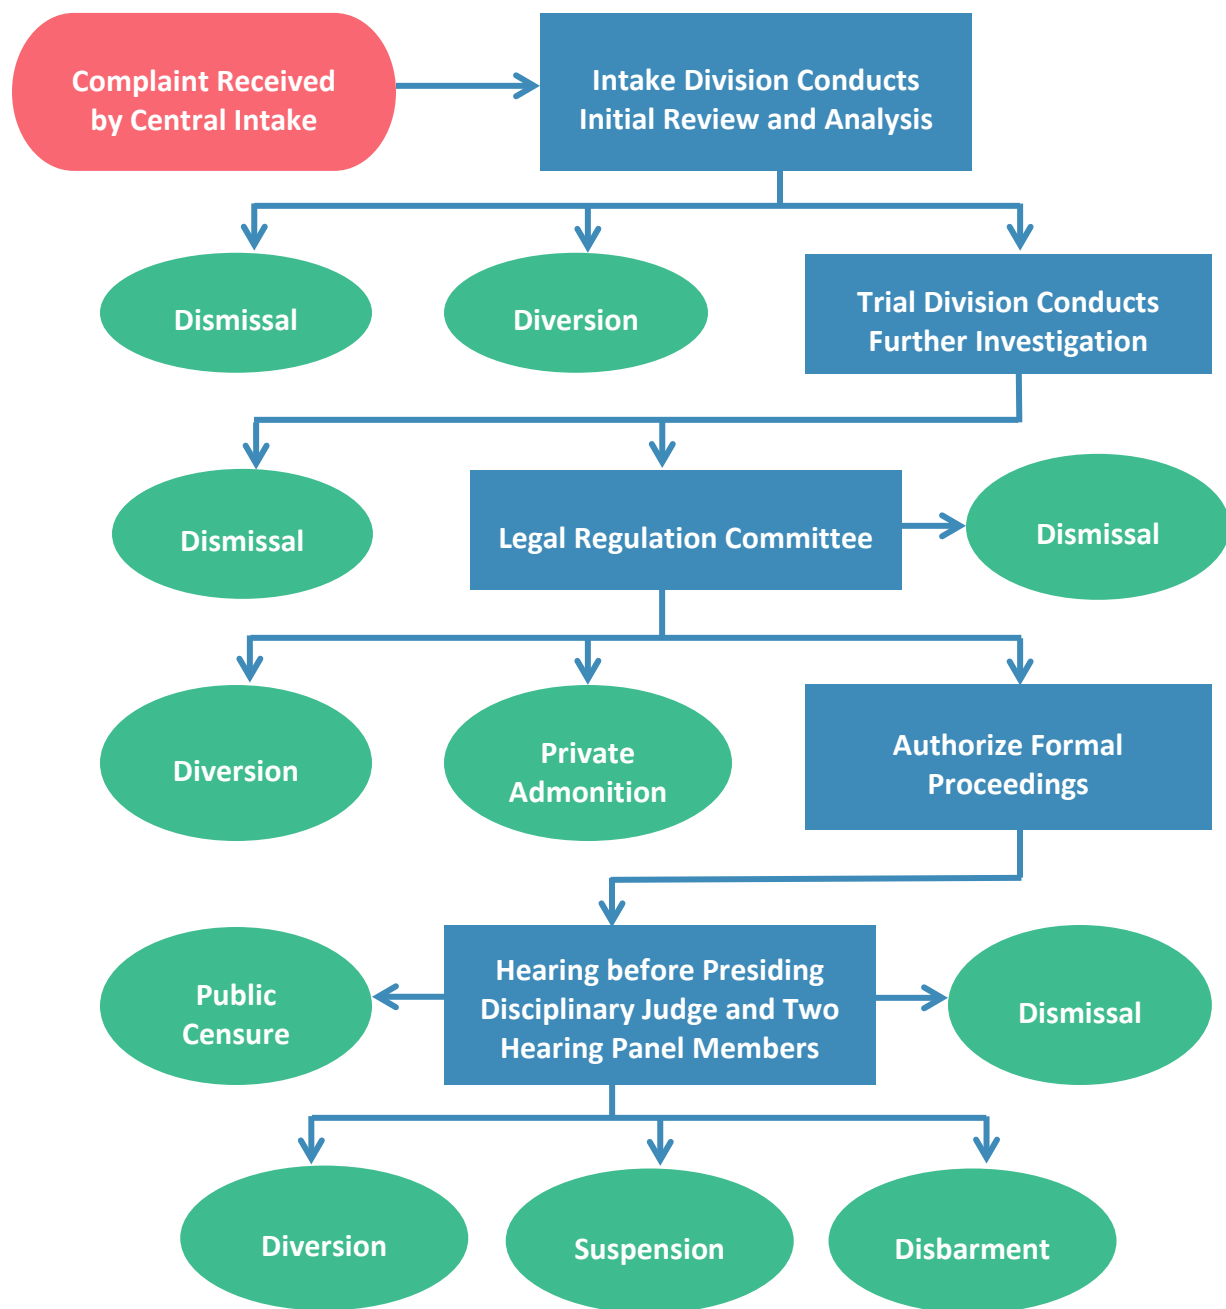 Complaint Received
by Central Intake
Intake Division Conducts
Initial Review and Analysis
Dismissal
Diversion
Trial Division Conducts
Further Investigation
Dismissal
Legal Regulation Committee
Dismissal
Diversion
Private
Admonition
Authorize Formal
Proceedings
Public
Censure
Hearing before Presiding
Disciplinary Judge and Two
Hearing Panel Members
Dismissal
Diversion
Suspension
Disbarment